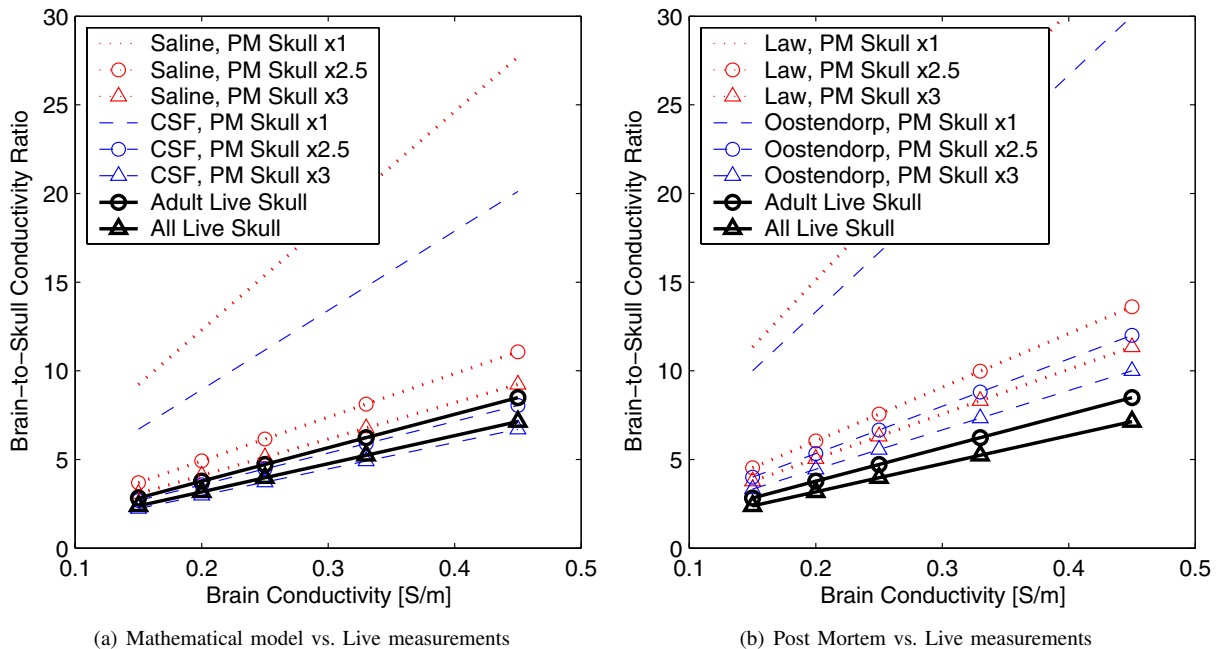 30
25
20
15
10
5
0
0.1
0.2
0.3
0.4
0.5
Brain−to−Skull Conductivity Ratio
Brain Conductivity [S/m]
Saline, PM Skull x1
Saline, PM Skull x2.5
Saline, PM Skull x3
CSF, PM Skull x1
CSF, PM Skull x2.5
CSF, PM Skull x3
Adult Live Skull
All Live Skull
(a) Mathematical model vs. Live measurements
30
25
20
15
10
5
0
0.1
0.2
0.3
0.4
0.5
Brain−to−Skull Conductivity Ratio
Brain Conductivity [S/m]
Law, PM Skull x1
Law, PM Skull x2.5
Law, PM Skull x3
Oostendorp, PM Skull x1
Oostendorp, PM Skull x2.5
Oostendorp, PM Skull x3
Adult Live Skull
All Live Skull
(b) Post Mortem vs. Live measurements